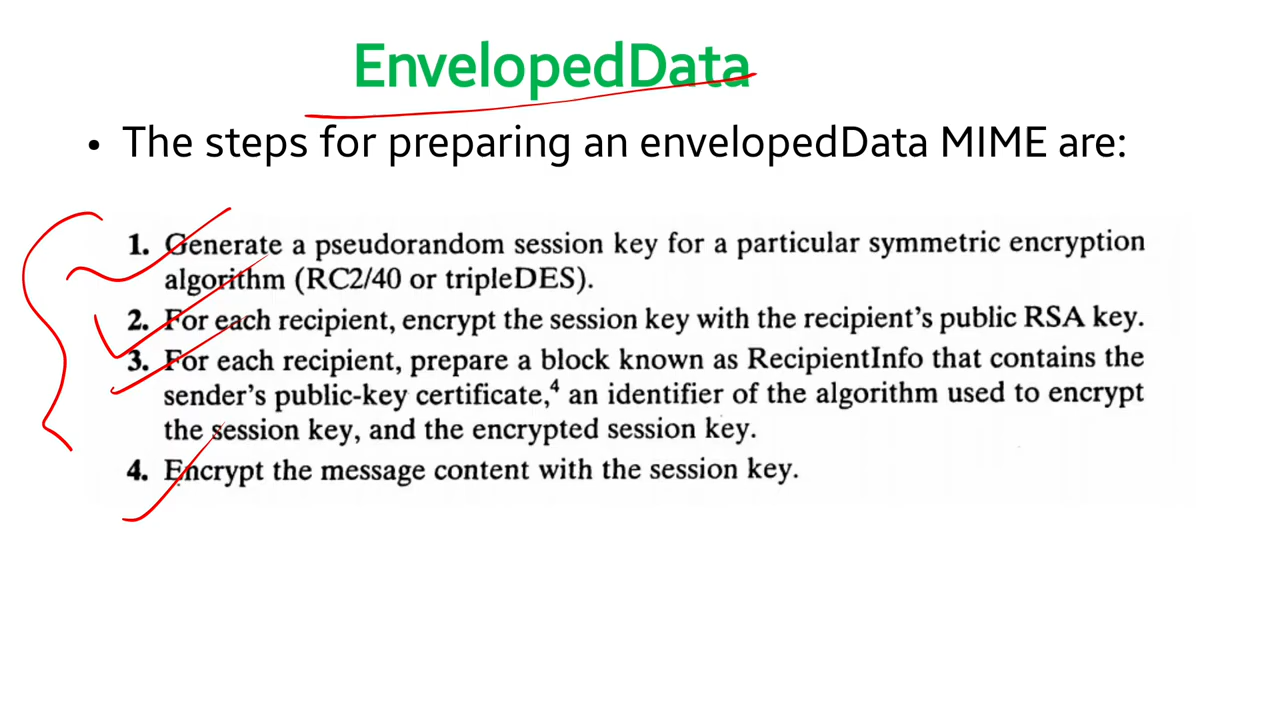 EnvelopedData
• The steps for preparing an envelopedData MIME are:
1. Generate a pseudorandom session key for a particular symmetric encryption
algorithm (RC2/40 or tripleDES).
2. For each recipient, encrypt the session key with the recipient's public RSA key.
3. For each recipient, prepare a block known as RecipientInfo that contains the
sender's public-key certificate,⁴ an identifier of the algorithm used to encrypt
the session key, and the encrypted session key.
4. Encrypt the message content with the session key.